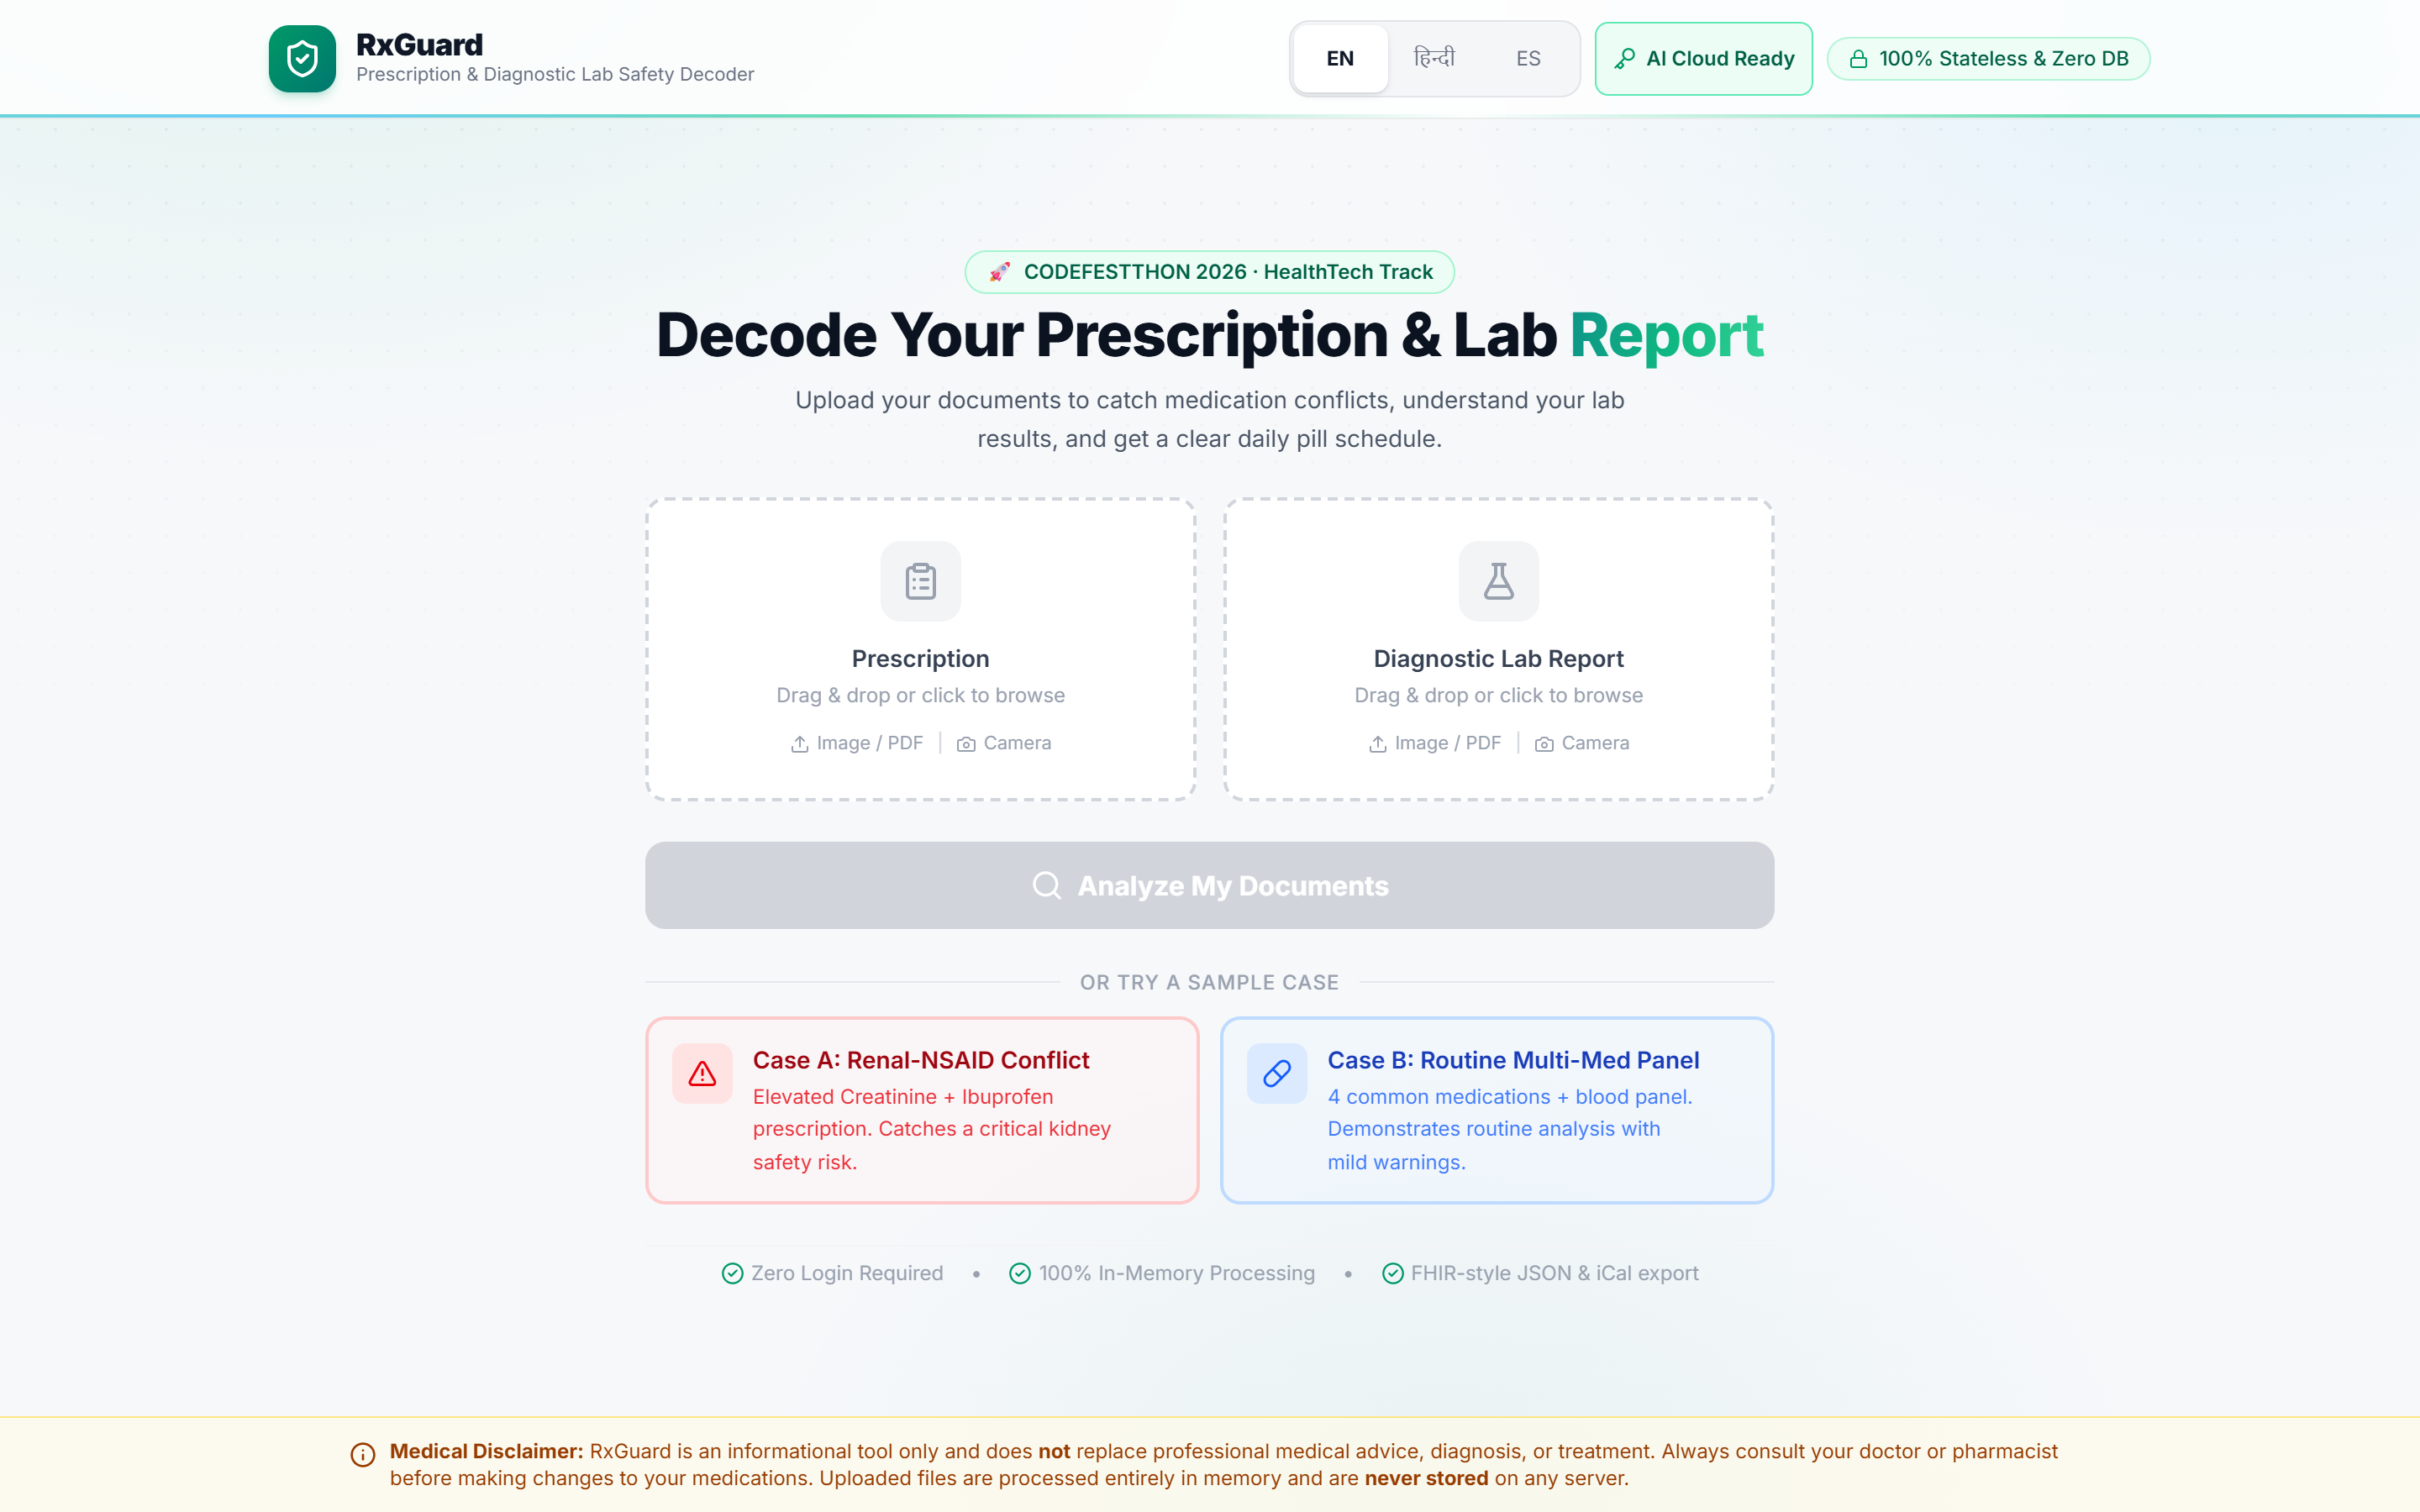 RxGuard
Prescription & Diagnostic Lab Safety Decoder
EN
हिन्दी
ES
AI Cloud Ready
100% Stateless & Zero DB
🚀 CODEFESTTHON 2026 · HealthTech Track
Decode Your Prescription & Lab Report
Upload your documents to catch medication conflicts, understand your lab
results, and get a clear daily pill schedule.
Prescription
Drag & drop or click to browse
Image / PDF | Camera
Diagnostic Lab Report
Drag & drop or click to browse
Image / PDF | Camera
Analyze My Documents
OR TRY A SAMPLE CASE
Case A: Renal-NSAID Conflict
Elevated Creatinine + Ibuprofen
prescription. Catches a critical kidney
safety risk.
Case B: Routine Multi-Med Panel
4 common medications + blood panel.
Demonstrates routine analysis with
mild warnings.
Zero Login Required • 100% In-Memory Processing • FHIR-style JSON & iCal export
Medical Disclaimer: RxGuard is an informational tool only and does not replace professional medical advice, diagnosis, or treatment. Always consult your doctor or pharmacist
before making changes to your medications. Uploaded files are processed entirely in memory and are never stored on any server.